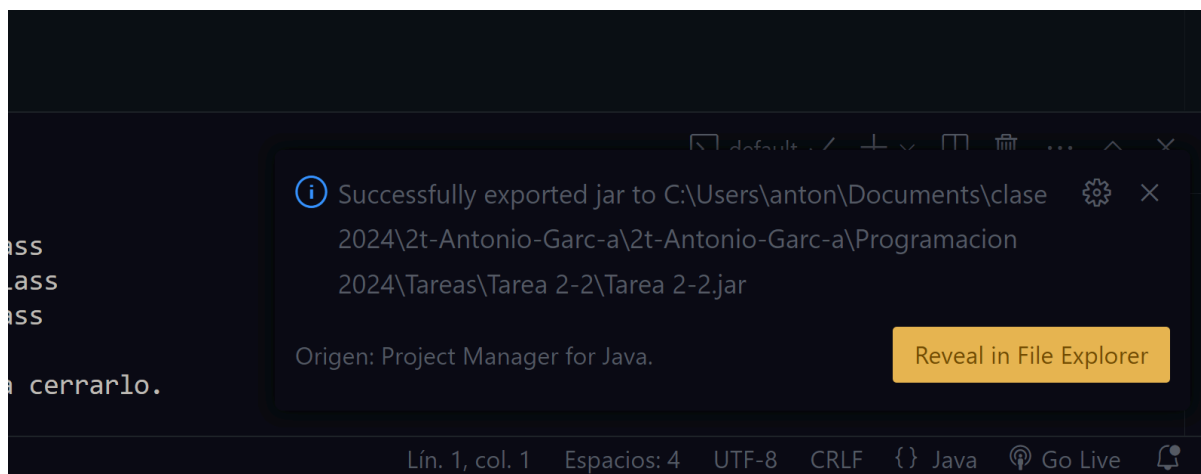 default
Successfully exported jar to C:\Users\anton\Documents\clase
2024\2t-Antonio-Garc-a\2t-Antonio-Garc-a\Programacion
2024\Tareas\Tarea 2-2\Tarea 2-2.jar
ass
lass
ass
Origen: Project Manager for Java.
Reveal in File Explorer
a cerrarlo.
Lín. 1, col. 1 Espacios: 4 UTF-8 CRLF {} Java Go Live